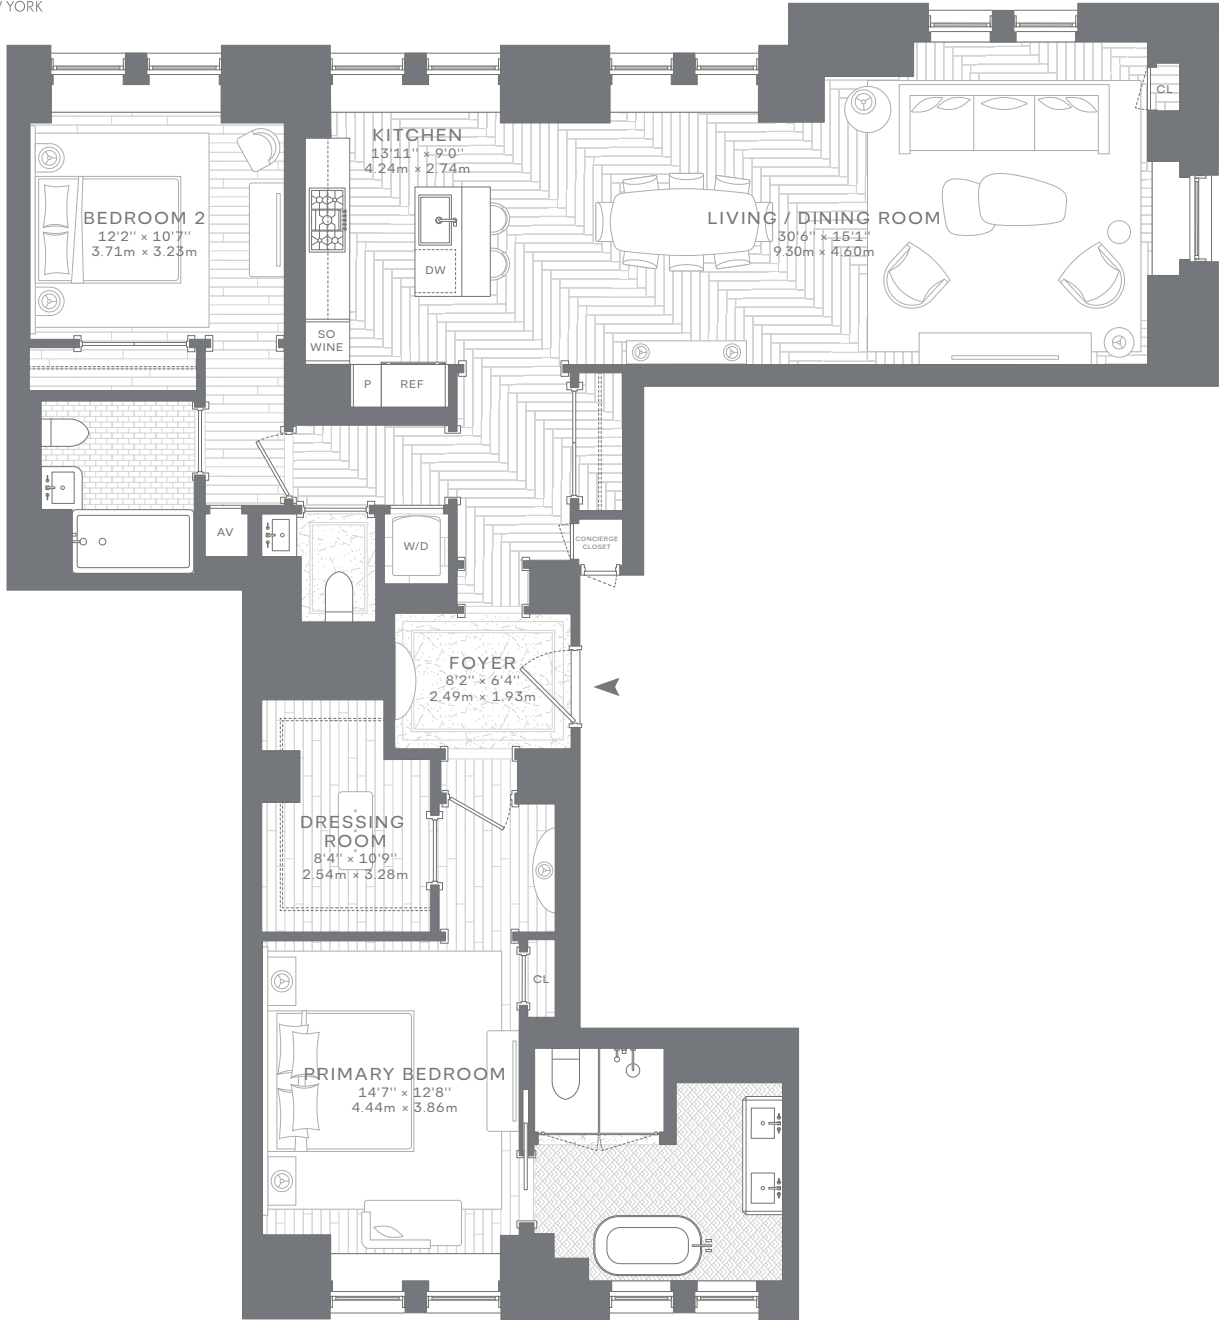 YORK
CL
KITCHEN
13'11" × 9'0"
4.24m × 2.74m
BEDROOM 2
12'2" × 10'7"
3.71m × 3.23m
LIVING / DINING ROOM
30'6" × 15'1"
9.30m × 4.60m
DW
SO
WINE
P
REF
AV
W/D
CONCIERGE
CLOSET
FOYER
8'2" × 6'4"
2.49m × 1.93m
DRESSING
ROOM
8'4" × 10'9"
2.54m × 3.28m
CL
PRIMARY BEDROOM
14'7" × 12'8"
4.44m × 3.86m